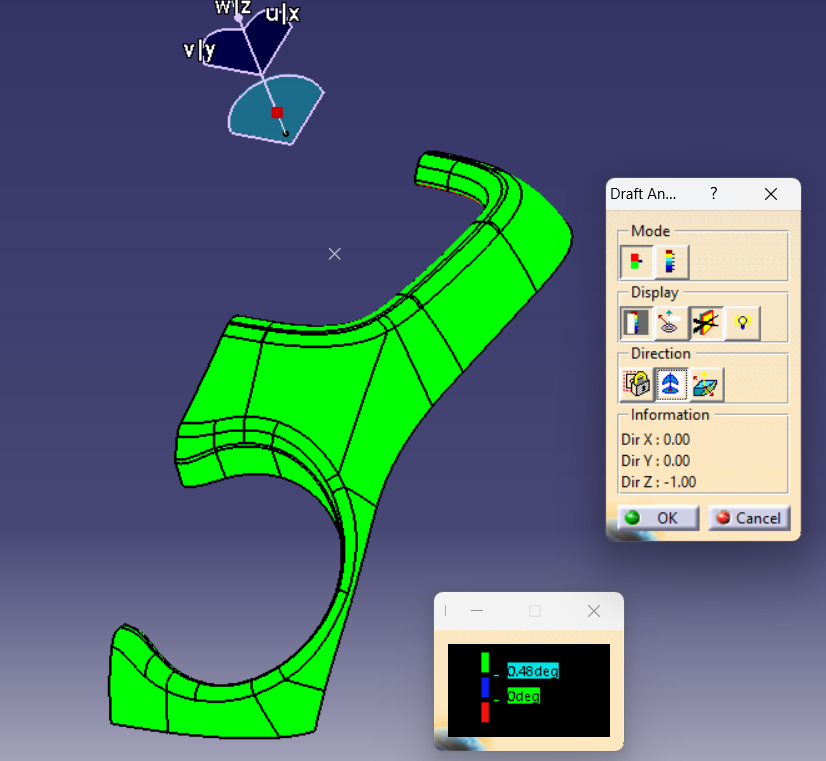 w|z
u|x
v|y
Draft An... ?
Mode
Display
Direction
Information
Dir X : 0.00
Dir Y : 0.00
Dir Z : -1.00
OK Cancel
0.48deg
0deg